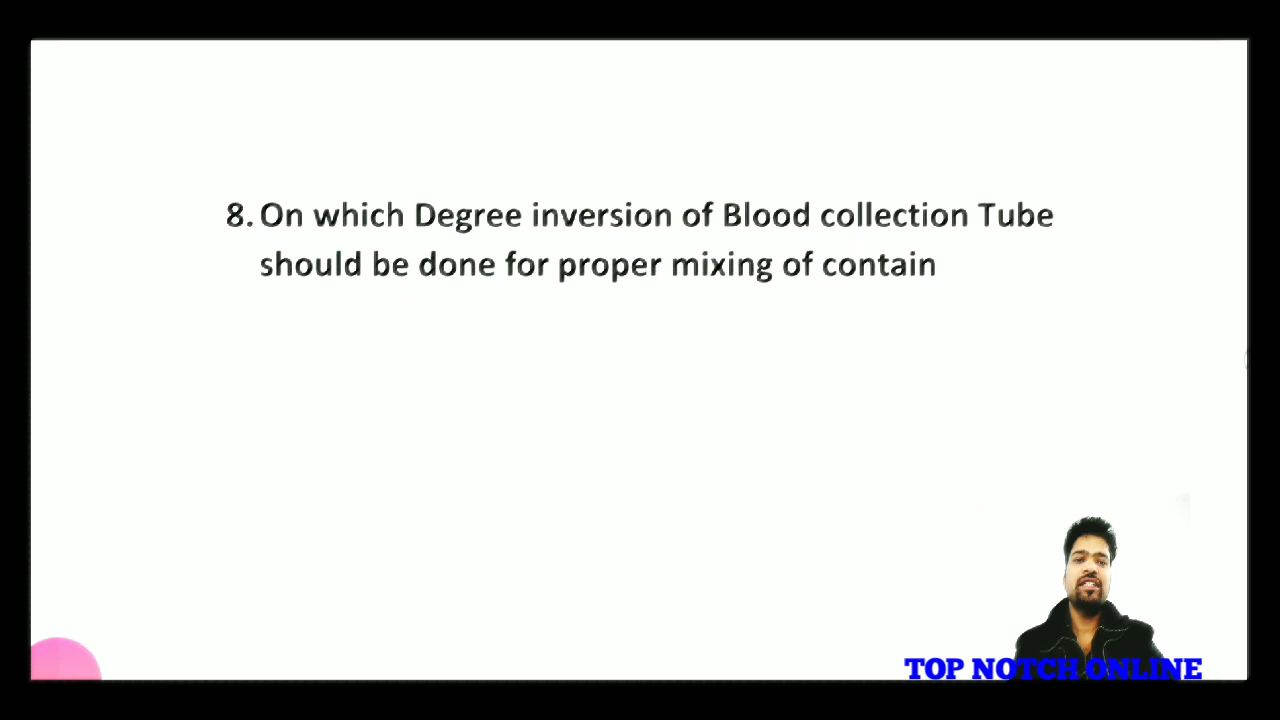 8. On which Degree inversion of Blood collection Tube
should be done for proper mixing of contain
TOP NOTCH ONLINE